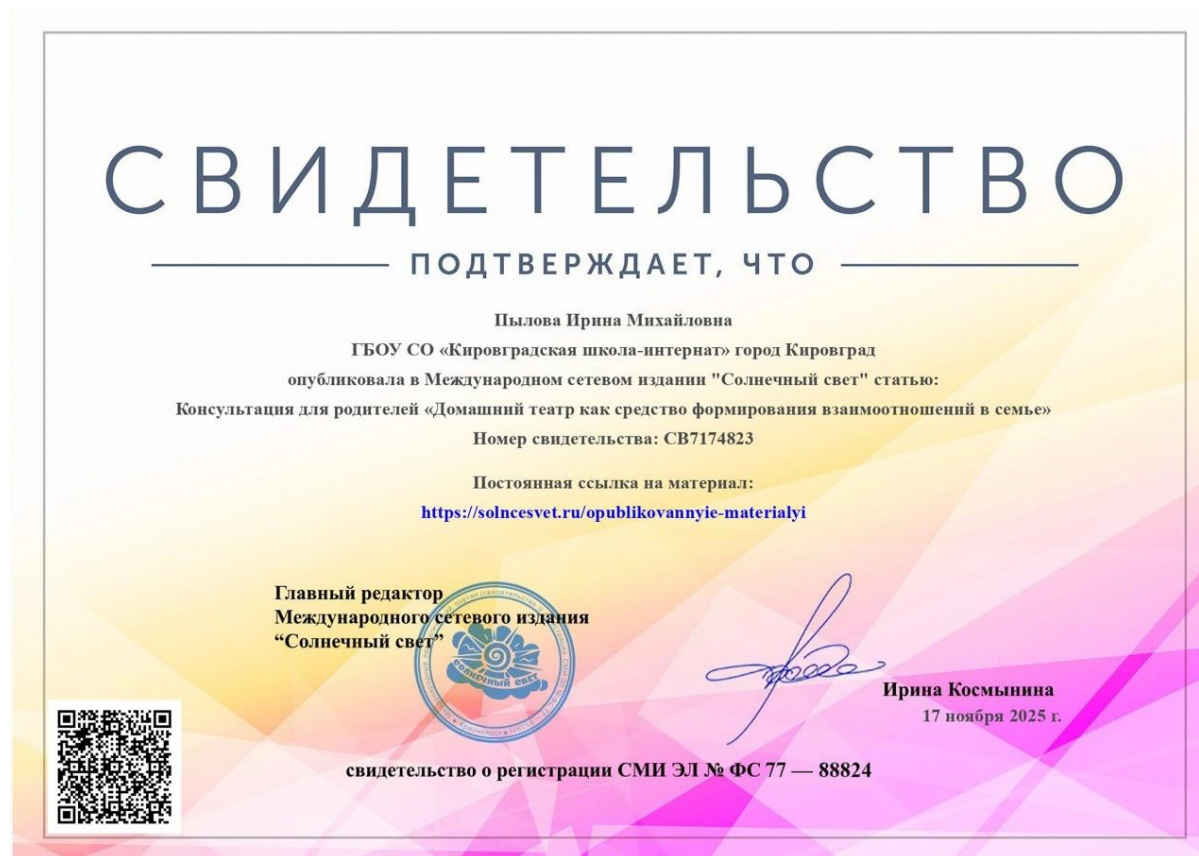 СВИДЕТЕЛЬСТВО
ПОДТВЕРЖДАЕТ, ЧТО
Пылова Ирина Михайловна
ГБОУ СО «Кировградская школа-интернат» город Кировград
опубликовала в Международном сетевом издании "Солнечный свет" статью:
Консультация для родителей «Домашний театр как средство формирования взаимоотношений в семье»
Номер свидетельства: СВ7174823
Постоянная ссылка на материал:
https://solncesvet.ru/opublikovannyie-materialyi
Главный редактор
Международного сетевого издания
“Солнечный свет”
СОЛНЕЧНЫЙ СВЕТ
Ирина Космынина
17 ноября 2025 г.
свидетельство о регистрации СМИ ЭЛ № ФС 77 — 88824